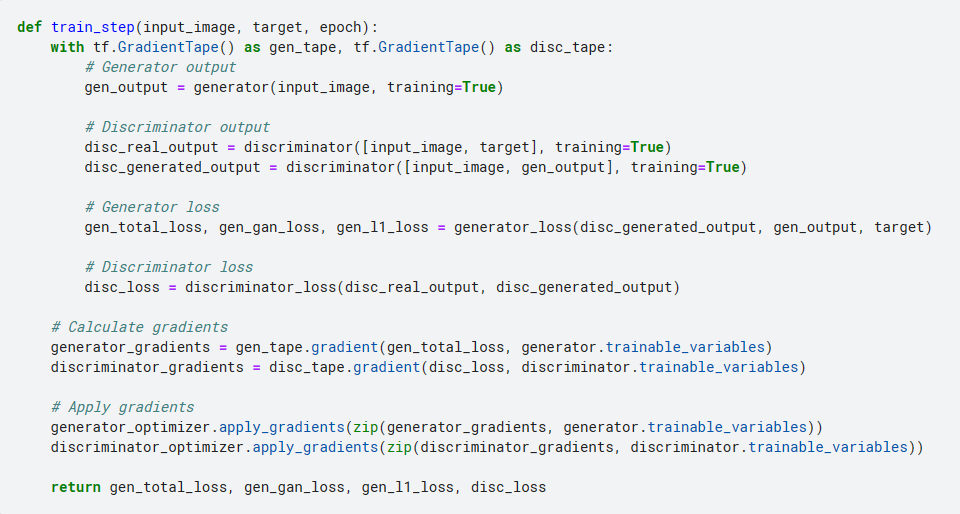 def train_step(input_image, target, epoch):
    with tf.GradientTape() as gen_tape, tf.GradientTape() as disc_tape:
        # Generator output
        gen_output = generator(input_image, training=True)

        # Discriminator output
        disc_real_output = discriminator([input_image, target], training=True)
        disc_generated_output = discriminator([input_image, gen_output], training=True)

        # Generator loss
        gen_total_loss, gen_gan_loss, gen_l1_loss = generator_loss(disc_generated_output, gen_output, target)

        # Discriminator loss
        disc_loss = discriminator_loss(disc_real_output, disc_generated_output)

    # Calculate gradients
    generator_gradients = gen_tape.gradient(gen_total_loss, generator.trainable_variables)
    discriminator_gradients = disc_tape.gradient(disc_loss, discriminator.trainable_variables)

    # Apply gradients
    generator_optimizer.apply_gradients(zip(generator_gradients, generator.trainable_variables))
    discriminator_optimizer.apply_gradients(zip(discriminator_gradients, discriminator.trainable_variables))

    return gen_total_loss, gen_gan_loss, gen_l1_loss, disc_loss